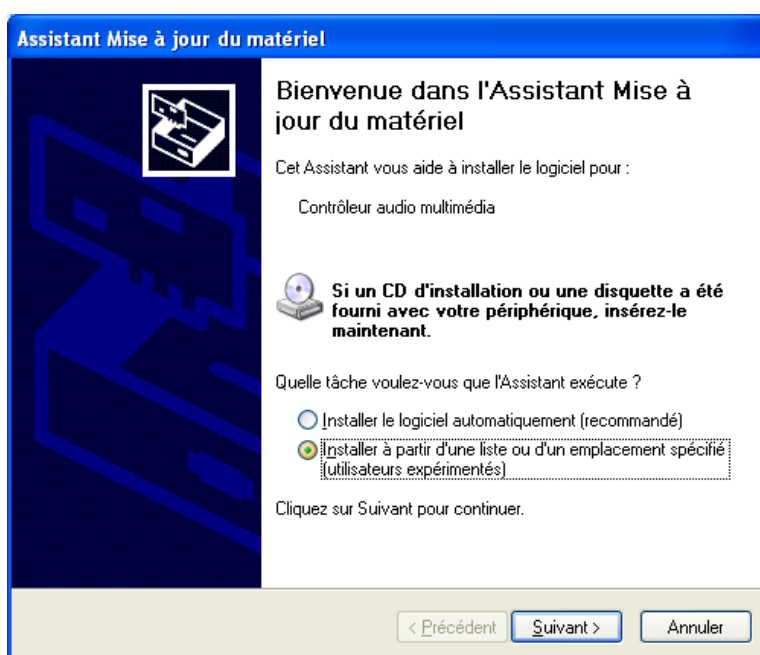 Assistant Mise à jour du matériel
Bienvenue dans l'Assistant Mise à
jour du matériel
Cet Assistant vous aide à installer le logiciel pour :
Contrôleur audio multimédia
Si un CD d'installation ou une disquette a été
fourni avec votre périphérique, insérez-le
maintenant.
Quelle tâche voulez-vous que l'Assistant exécute ?
Installer le logiciel automatiquement (recommandé)
Installer à partir d'une liste ou d'un emplacement spécifié
(utilisateurs expérimentés)
Cliquez sur Suivant pour continuer.
< Précédent Suivant > Annuler